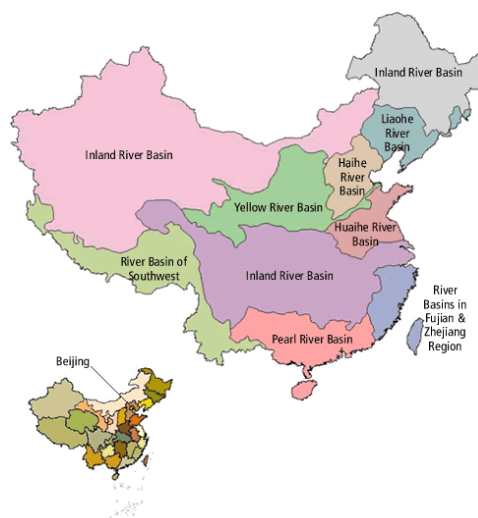 Inland River Basin
Liaohe
River
Basin
Inland River Basin
Haihe
River
Basin
Yellow River Basin
Huaihe River
Basin
River Basin of
Southwest
Inland River Basin
River
Basins in
Fujian &
Zhejiang
Region
Pearl River Basin
Beijing